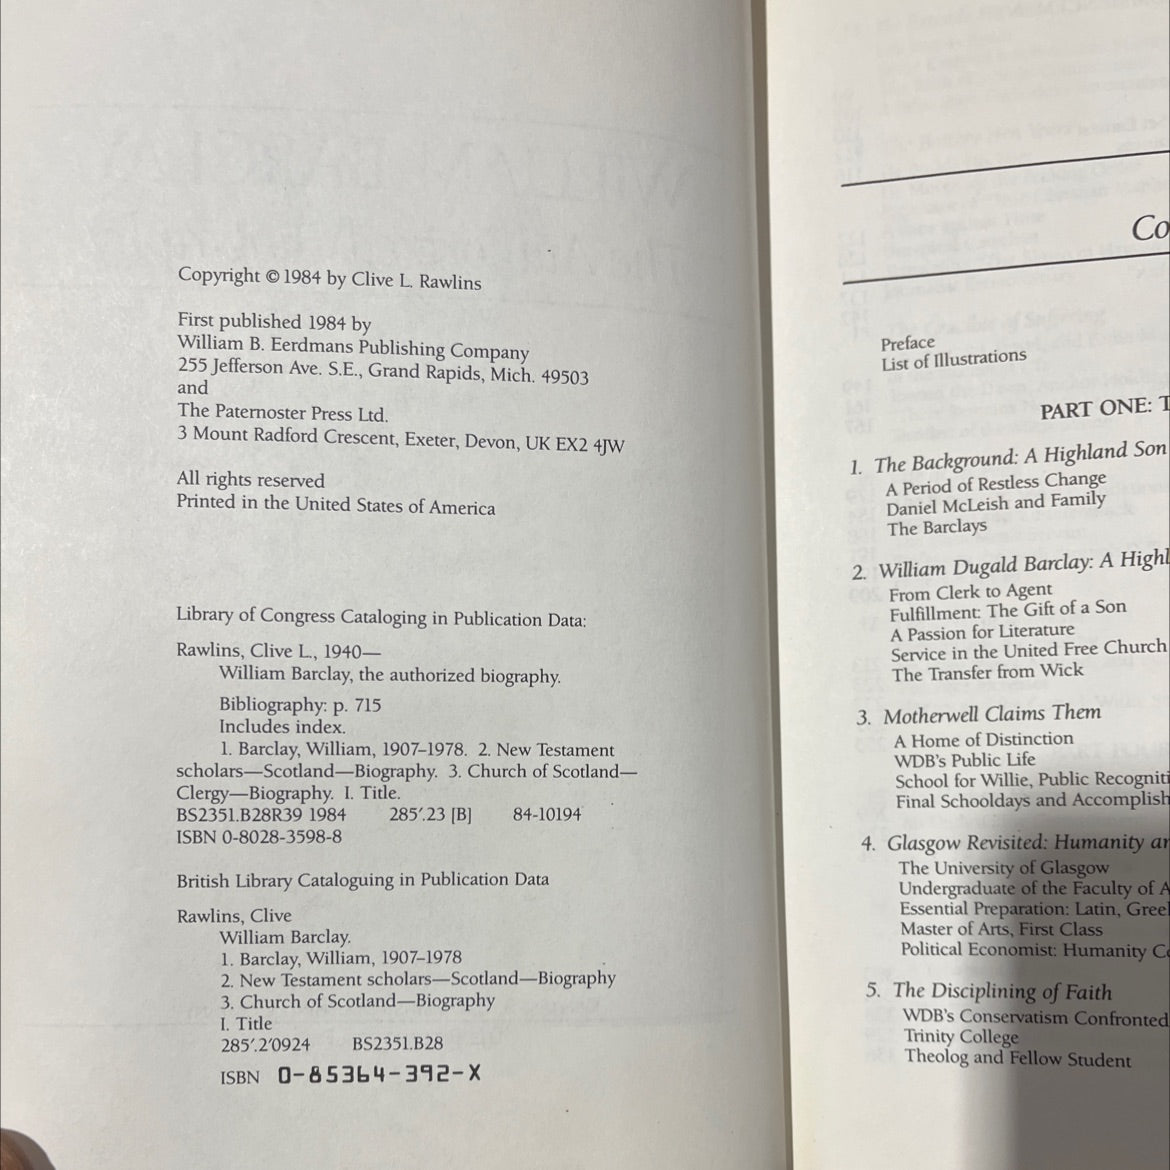 Copyright © 1984 by Clive L. Rawlins
First published 1984 by
William B. Eerdmans Publishing Company
255 Jefferson Ave. S.E., Grand Rapids, Mich. 49503
and
The Paternoster Press Ltd.
3 Mount Radford Crescent, Exeter, Devon, UK EX2 4JW
All rights reserved
Printed in the United States of America
Library of Congress Cataloging in Publication Data:
Rawlins, Clive L., 1940—
William Barclay, the authorized biography.
Bibliography: p. 715
Includes index.
1. Barclay, William, 1907–1978. 2. New Testament
scholars—Scotland—Biography. 3. Church of Scotland—
Clergy—Biography. I. Title.
BS2351.B28R39 1984 285′.23 [B] 84-10194
ISBN 0-8028-3598-8
British Library Cataloguing in Publication Data
Rawlins, Clive
William Barclay.
1. Barclay, William, 1907–1978
2. New Testament scholars—Scotland—Biography
3. Church of Scotland—Biography
I. Title
285′.2′0924 BS2351.B28
ISBN 0-85364-392-X
Co
Preface
List of Illustrations
PART ONE: T
1. The Background: A Highland Son
A Period of Restless Change
Daniel McLeish and Family
The Barclays
2. William Dugald Barclay: A Highl
From Clerk to Agent
Fulfillment: The Gift of a Son
A Passion for Literature
Service in the United Free Church
The Transfer from Wick
3. Motherwell Claims Them
A Home of Distinction
WDB's Public Life
School for Willie, Public Recogniti
Final Schooldays and Accomplish
4. Glasgow Revisited: Humanity an
The University of Glasgow
Undergraduate of the Faculty of A
Essential Preparation: Latin, Gree
Master of Arts, First Class
Political Economist: Humanity Co
5. The Disciplining of Faith
WDB's Conservatism Confronted
Trinity College
Theolog and Fellow Student